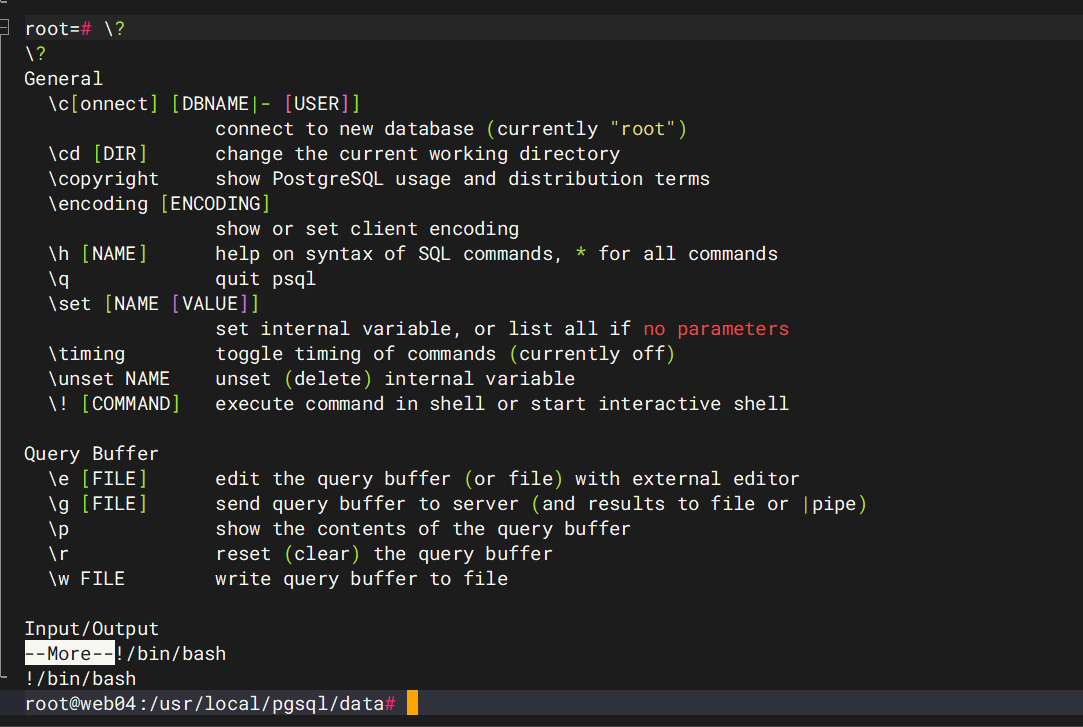 root=# \?
\?
General
  \c[onnect] [DBNAME|- [USER]]
                 connect to new database (currently "root")
  \cd [DIR]      change the current working directory
  \copyright     show PostgreSQL usage and distribution terms
  \encoding [ENCODING]
                 show or set client encoding
  \h [NAME]      help on syntax of SQL commands, * for all commands
  \q             quit psql
  \set [NAME [VALUE]]
                 set internal variable, or list all if no parameters
  \timing        toggle timing of commands (currently off)
  \unset NAME    unset (delete) internal variable
  \! [COMMAND]   execute command in shell or start interactive shell

Query Buffer
  \e [FILE]      edit the query buffer (or file) with external editor
  \g [FILE]      send query buffer to server (and results to file or |pipe)
  \p             show the contents of the query buffer
  \r             reset (clear) the query buffer
  \w FILE        write query buffer to file

Input/Output
--More--!/bin/bash
!/bin/bash
root@web04:/usr/local/pgsql/data#